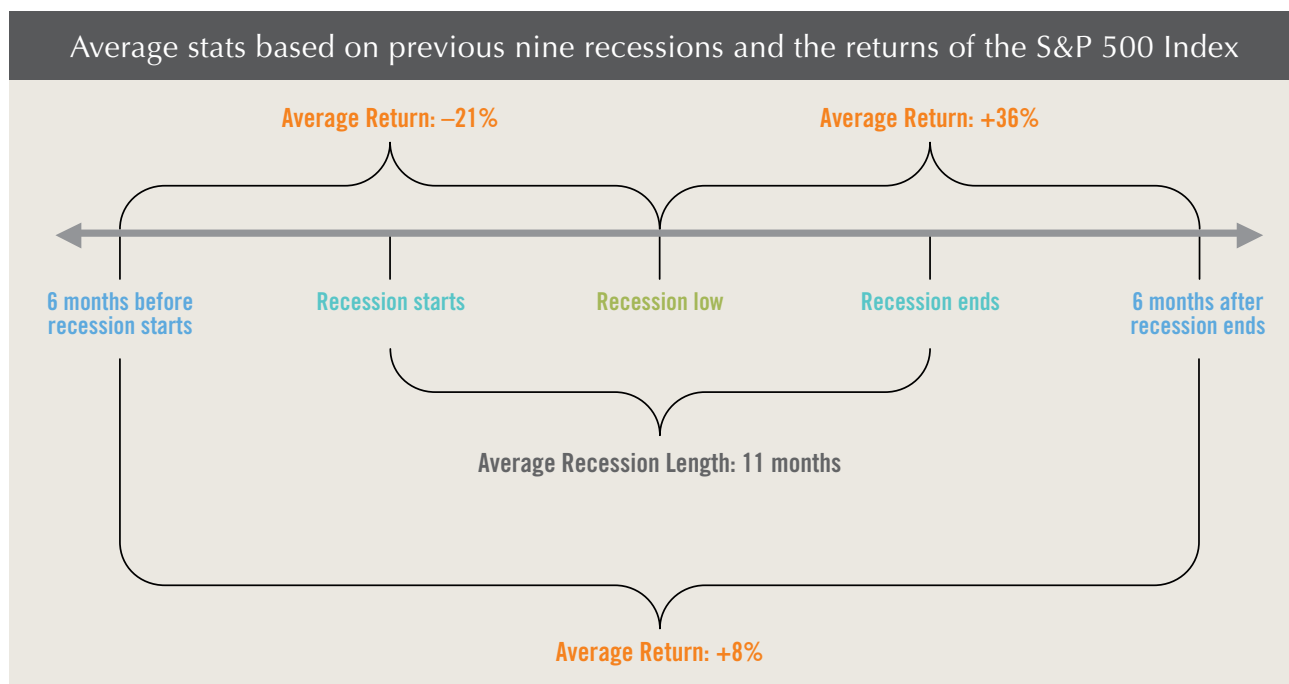 Average stats based on previous nine recessions and the returns of the S&P 500 Index
Average Return: –21%
Average Return: +36%
6 months before
recession starts
Recession starts
Recession low
Recession ends
6 months after
recession ends
Average Recession Length: 11 months
Average Return: +8%